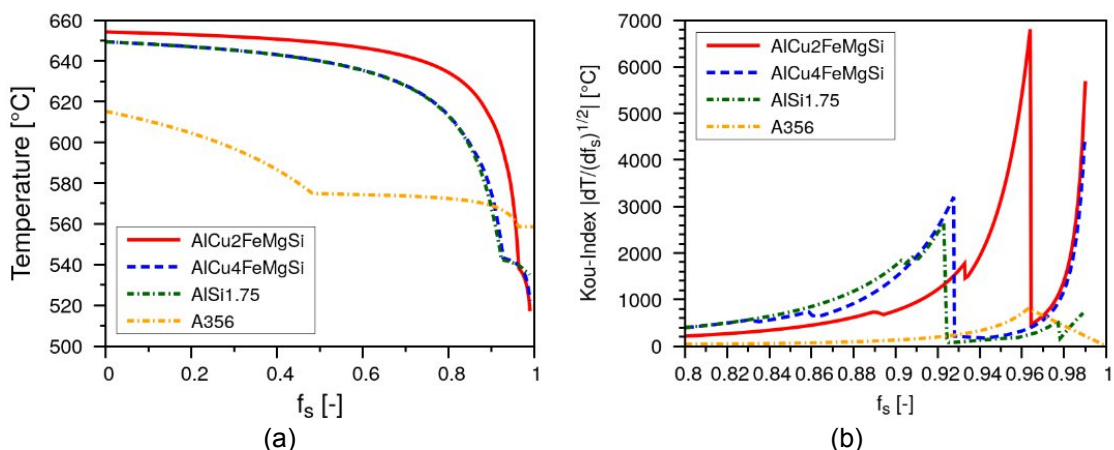 660
640
620
600
580
560
540
520
500
Temperature [°C]
AlCu2FeMgSi
AlCu4FeMgSi
AlSi1.75
A356
0 0.2 0.4 0.6 0.8 1
fs [-]
(a)
7000
6000
5000
4000
3000
2000
1000
0
Kou-Index |dT/(dfs)1/2| [°C]
AlCu2FeMgSi
AlCu4FeMgSi
AlSi1.75
A356
0.8 0.82 0.84 0.86 0.88 0.9 0.92 0.94 0.96 0.98 1
fs [-]
(b)